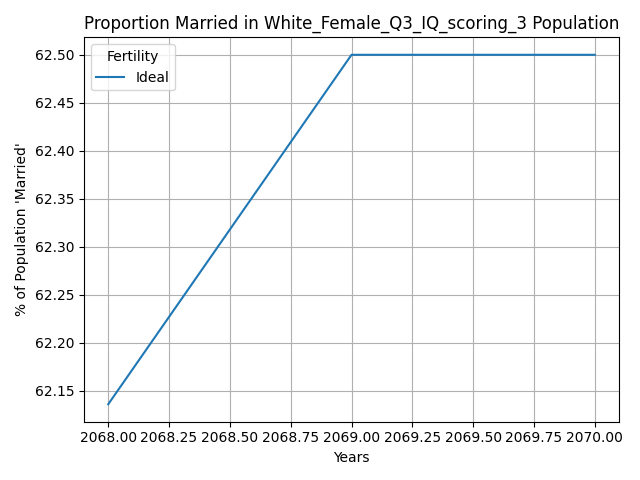 Proportion Married in White_Female_Q3_IQ_scoring_3 Population
Fertility
Ideal
% of Population 'Married'
62.50
62.45
62.40
62.35
62.30
62.25
62.20
62.15
2068.00 2068.25 2068.50 2068.75 2069.00 2069.25 2069.50 2069.75 2070.00
Years